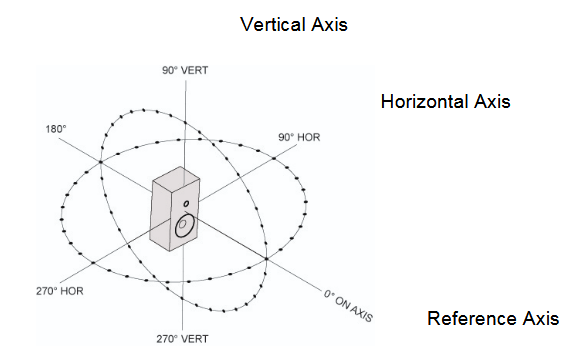 Vertical Axis
90° VERT
Horizontal Axis
180°
90° HOR
270° HOR
0° ON AXIS
Reference Axis
270° VERT